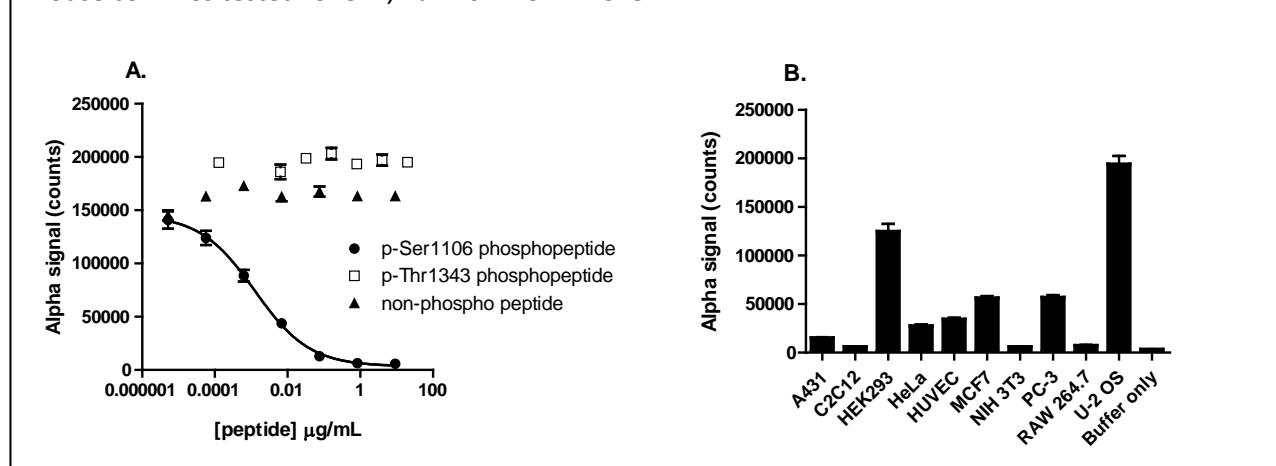 A.
250000
200000
150000
100000
50000
0
0.000001
0.0001
0.01
1
100
Alpha signal (counts)
[peptide] μg/mL
p-Ser1106 phosphopeptide
p-Thr1343 phosphopeptide
non-phospho peptide
B.
250000
200000
150000
100000
50000
0
Alpha signal (counts)
A431
C2C12
HEK293
HeLa
HUVEC
MCF7
NIH 3T3
PC-3
RAW 264.7
U-2 OS
Buffer only